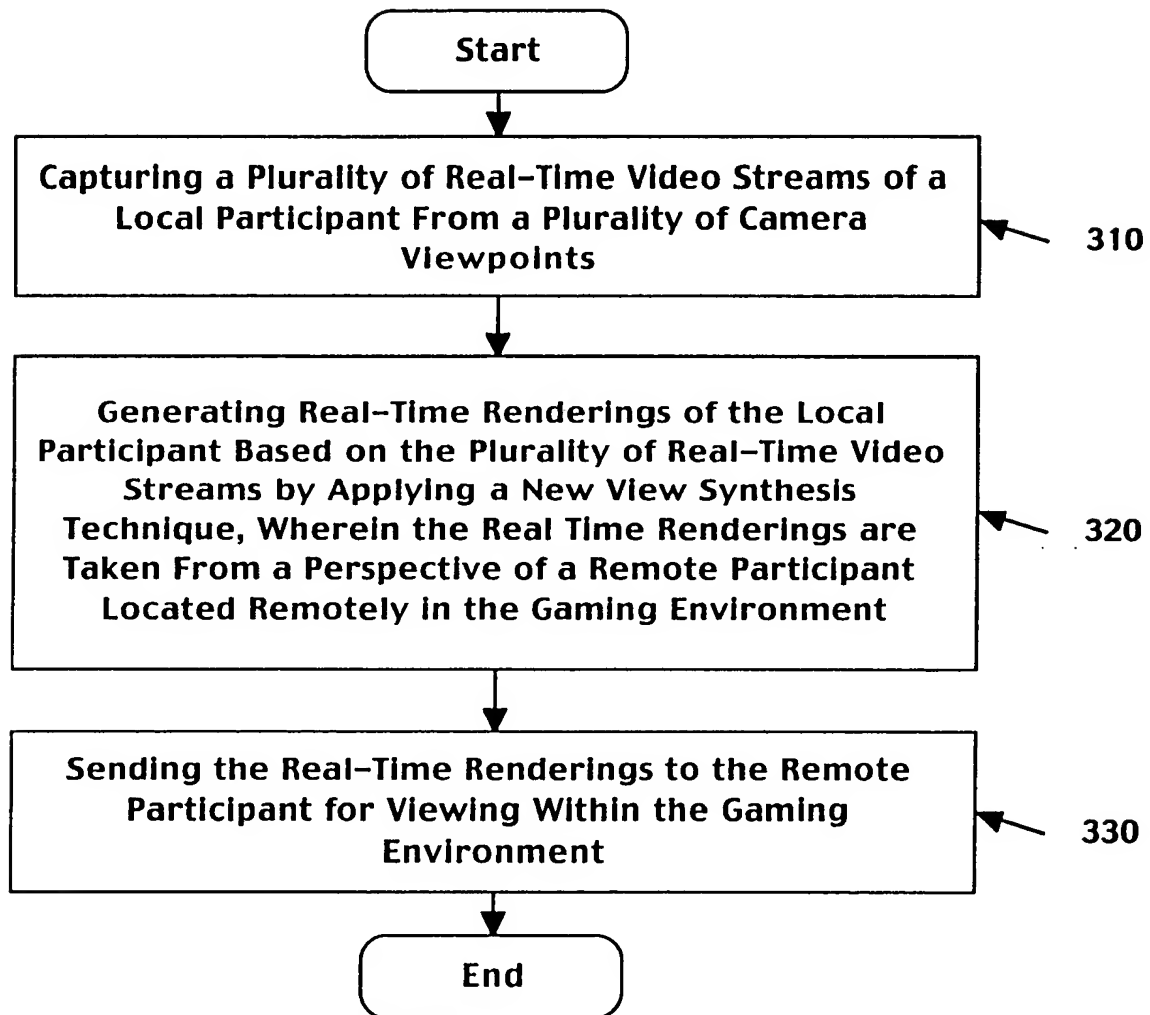 Start
Capturing a Plurality of Real-Time Video Streams of a
Local Participant From a Plurality of Camera
Viewpoints
310
Generating Real-Time Renderings of the Local
Participant Based on the Plurality of Real-Time Video
Streams by Applying a New View Synthesis
Technique, Wherein the Real Time Renderings are
Taken From a Perspective of a Remote Participant
Located Remotely in the Gaming Environment
320
Sending the Real-Time Renderings to the Remote
Participant for Viewing Within the Gaming
Environment
330
End